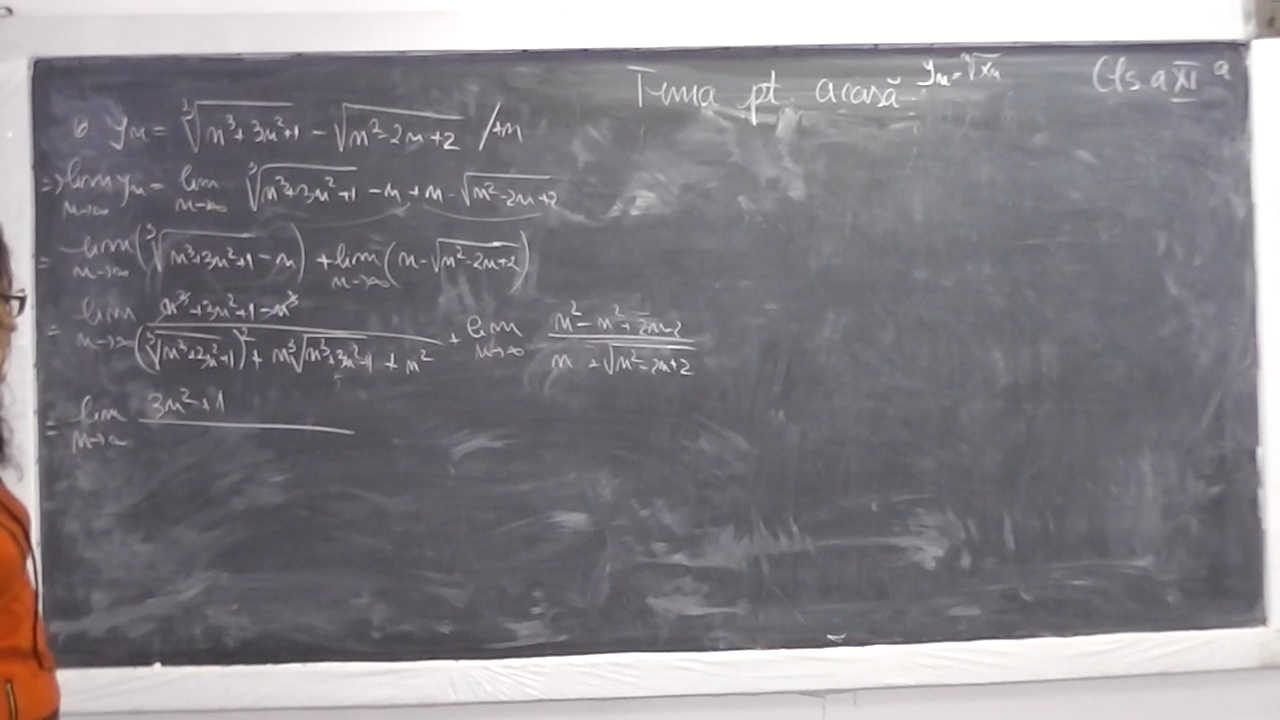 Tema pt. acasă yₙ=ⁿ√xₙ
Cls a XI a
b yₙ = ∛(n³+3n²+1) - √(n²-2n+2) /±n
=> lim n→∞ yₙ = lim n→∞ ∛(n³+3n²+1) - n + n - √(n²-2n+2)
= lim n→∞ (∛(n³+3n²+1) - n) + lim n→∞ (n-√(n²-2n+2))
= lim n→∞ (n³+3n²+1-n³)/((∛(n³+3n²+1))² + n∛(n³+3n²+1) + n²) + lim n→∞ (n²-n²+2n-2)/(n+√(n²-2n+2))
= lim n→∞ 3n²+1